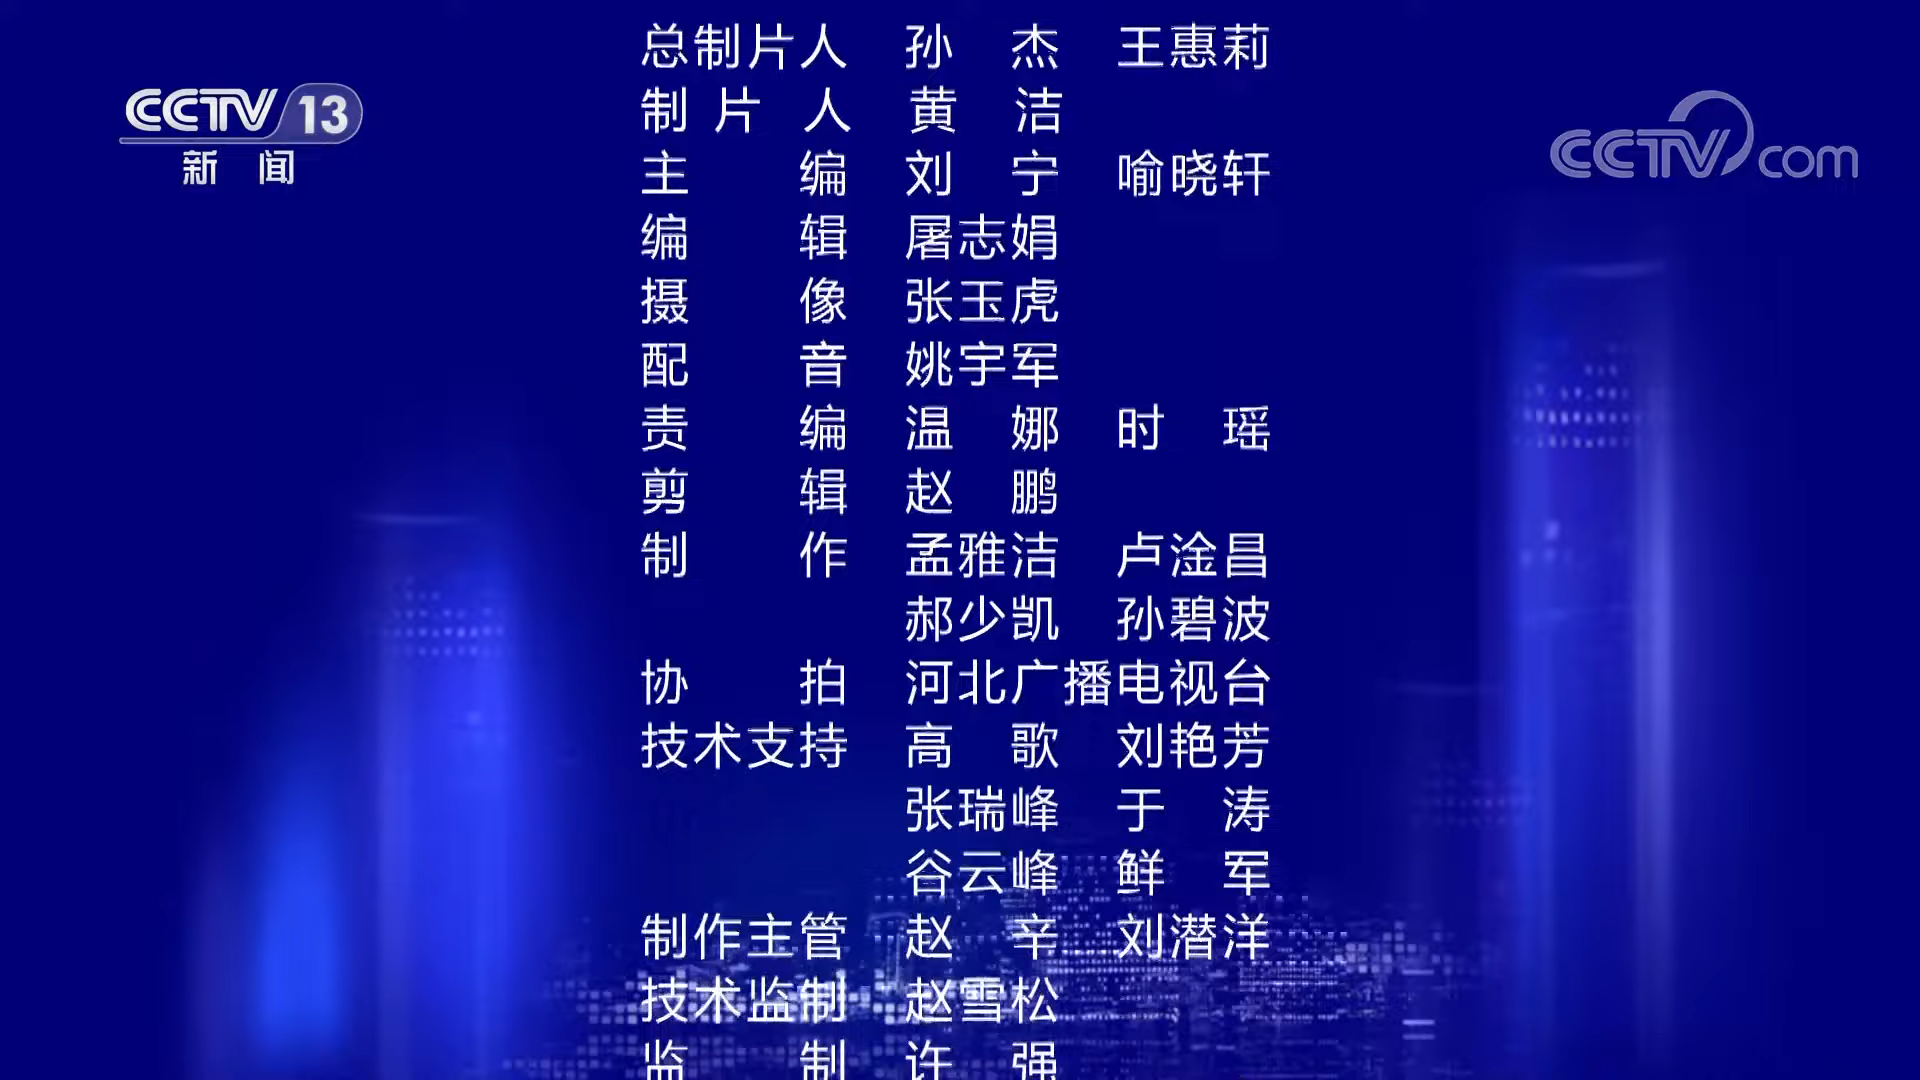 总制片人 孙杰 王惠莉
CCTV 13
新闻
CCTV com
制片人 黄洁
主编 刘宁 喻晓轩
编辑 屠志娟
摄像 张玉虎
配音 姚宇军
责编 温娜 时瑶
剪辑 赵鹏
制作 孟雅洁 卢淦昌
郝少凯 孙碧波
协拍 河北广播电视台
技术支持 高歌 刘艳芳
张瑞峰 于涛
谷云峰 鲜军
制作主管 赵辛 刘潜洋
技术监制 赵雪松
监制 许强